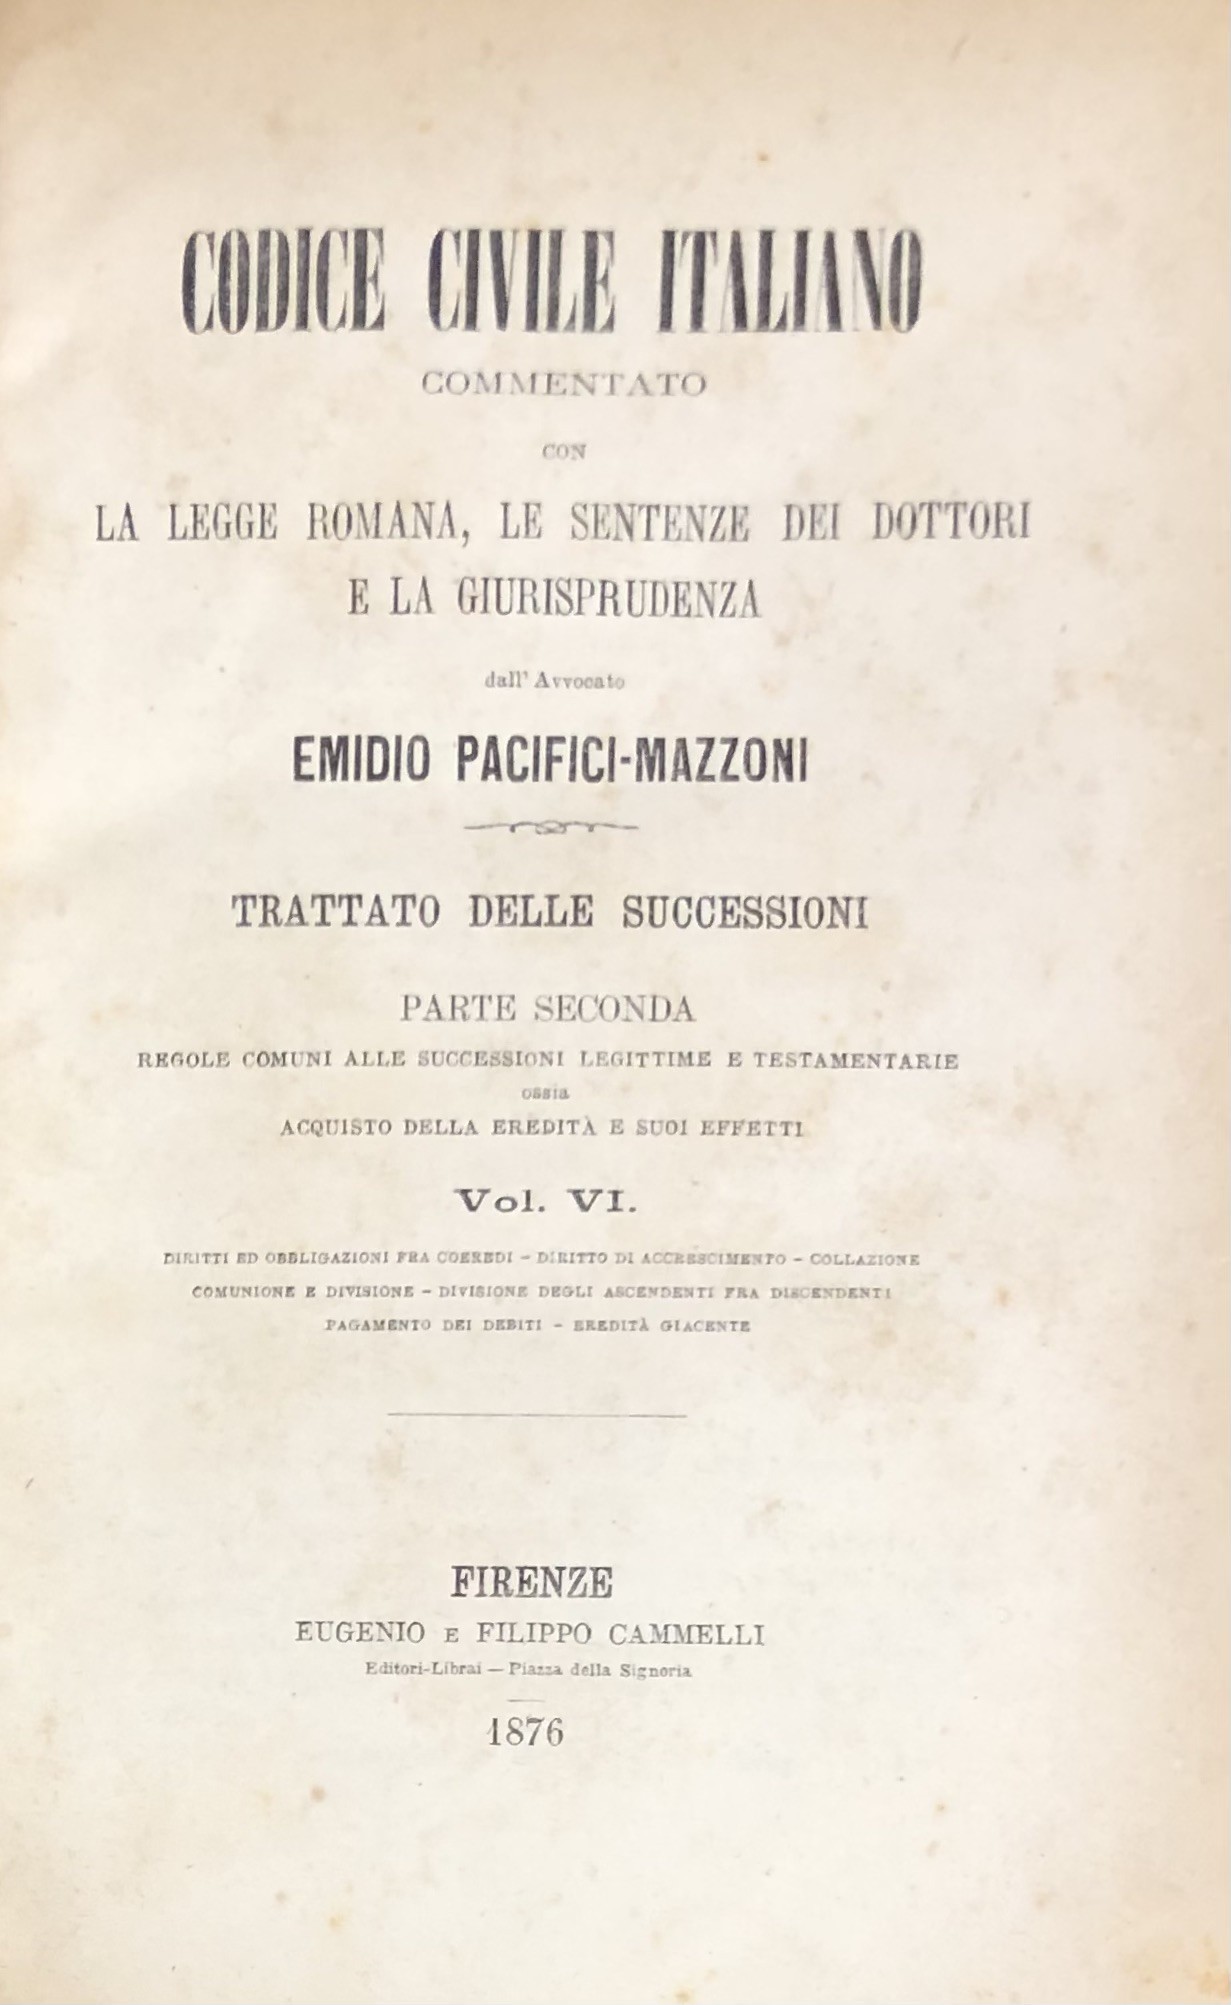 CODICE CIVILE ITALIANO
COMMENTATO
CON
LA LEGGE ROMANA, LE SENTENZE DEI DOTTORI
E LA GIURISPRUDENZA
dall' Avvocato
EMIDIO PACIFICI-MAZZONI
TRATTATO DELLE SUCCESSIONI
PARTE SECONDA
REGOLE COMUNI ALLE SUCCESSIONI LEGITTIME E TESTAMENTARIE
ossia
ACQUISTO DELLA EREDITÀ E SUOI EFFETTI
Vol. VI.
DIRITTI ED OBBLIGAZIONI FRA COEREDI – DIRITTO DI ACCRESCIMENTO – COLLAZIONE
COMUNIONE E DIVISIONE – DIVISIONE DEGLI ASCENDENTI FRA DISCENDENTI
PAGAMENTO DEI DEBITI – EREDITÀ GIACENTE
FIRENZE
EUGENIO E FILIPPO CAMMELLI
Editori-Librai — Piazza della Signoria
1876